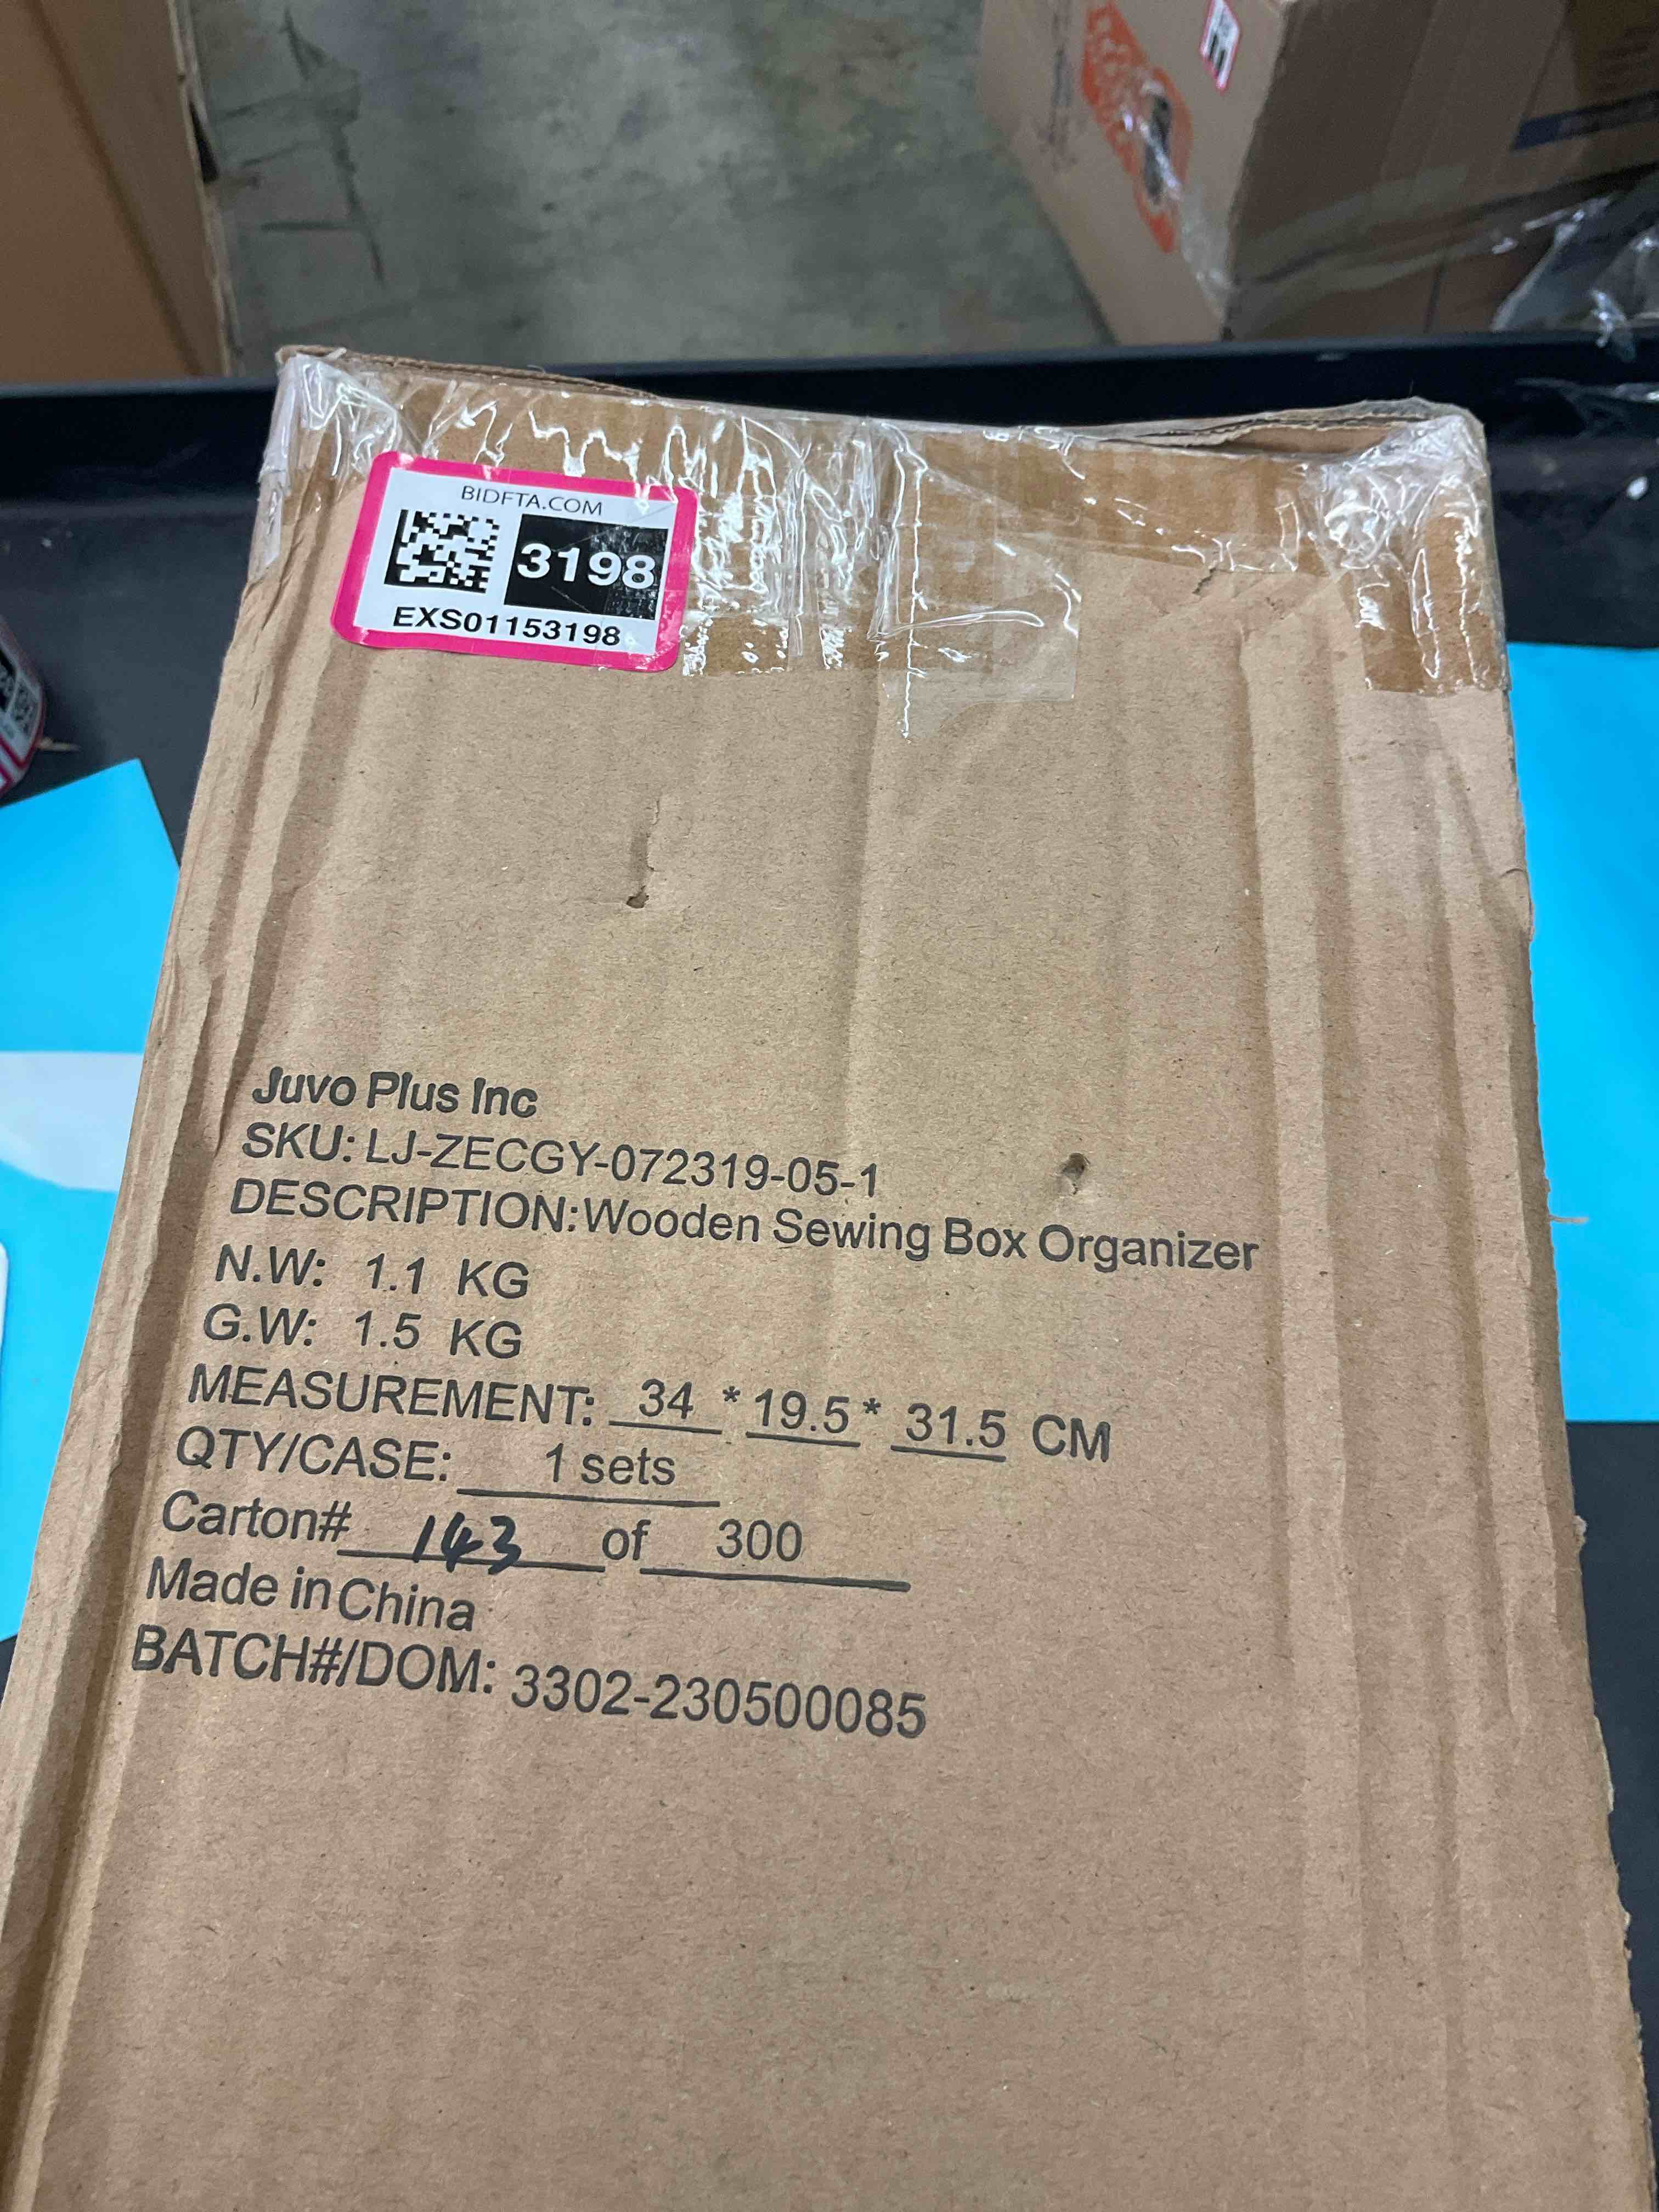 BIDFTA.COM
3198
EXS01153198
Juvo Plus Inc
SKU: LJ-ZECGY-072319-05-1
DESCRIPTION:Wooden Sewing Box Organizer
N.W: 1.1 KG
G.W: 1.5 KG
MEASUREMENT: 34 * 19.5 * 31.5 CM
QTY/CASE: 1 sets
Carton# 143 of 300
Made in China
BATCH#/DOM: 3302-230500085